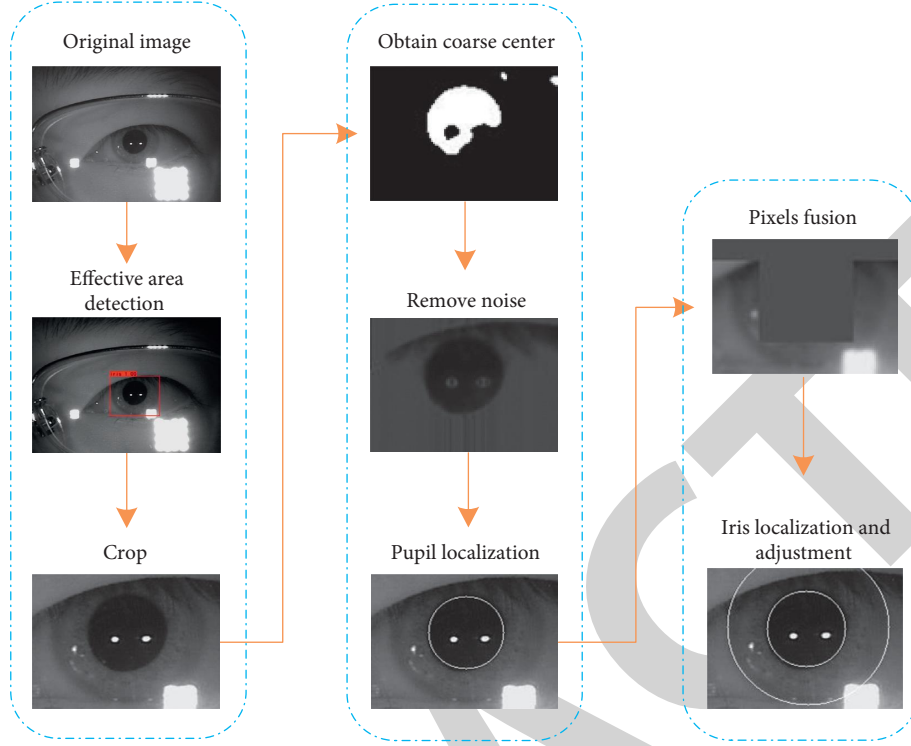 Original image
Effective area
detection
Crop
Obtain coarse center
Remove noise
Pupil localization
Pixels fusion
Iris localization and
adjustment